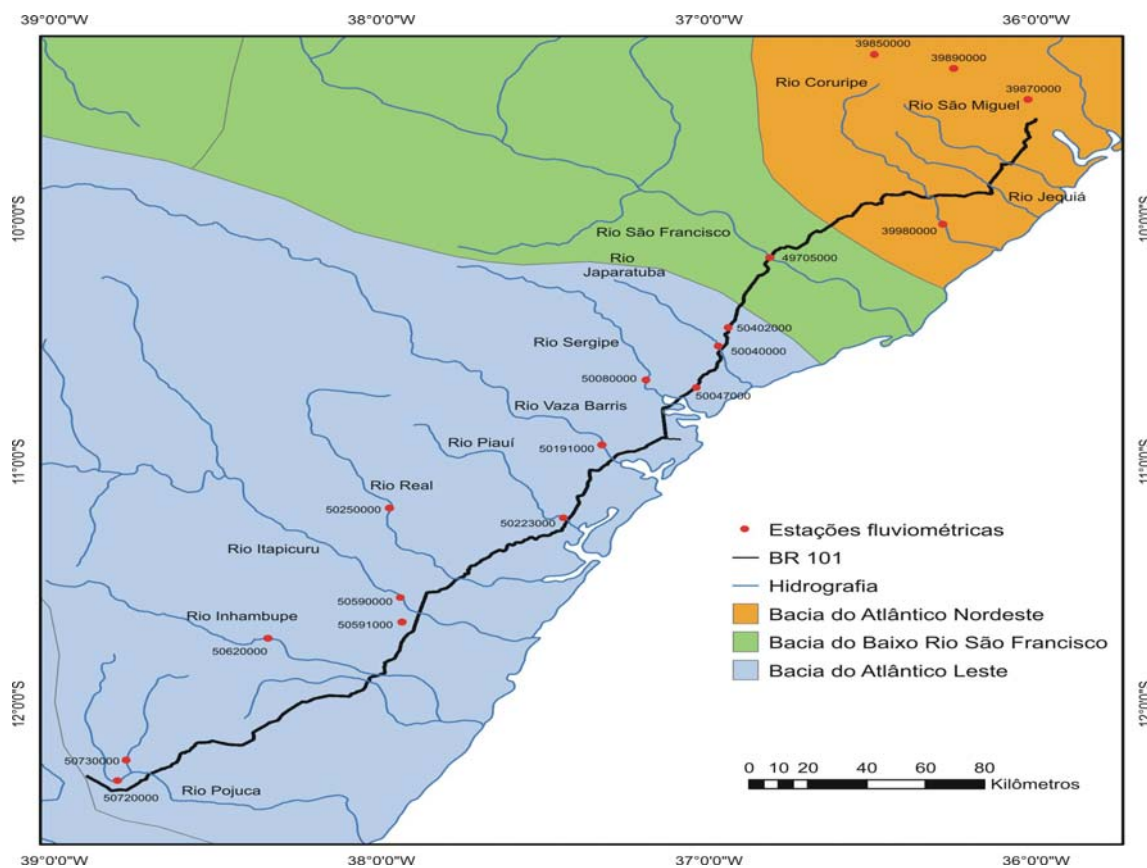 39°0'0"W
38°0'0"W
37°0'0"W
36°0'0"W
39850000
39890000
Rio Coruripe
39870000
Rio São Miguel
Rio Jequiá
10°0'0"S
10°0'0"S
39980000
Rio São Francisco
49705000
Rio
Japaratuba
50402000
Rio Sergipe
50040000
50080000
50047000
Rio Vaza Barris
Rio Piauí
50191000
11°0'0"S
11°0'0"S
Rio Real
50250000
50223000
Rio Itapicuru
50590000
Rio Inhambupe
50591000
50620000
12°0'0"S
12°0'0"S
50730000
50720000
Rio Pojuca
Estações fluviométricas
BR 101
Hidrografia
Bacia do Atlântico Nordeste
Bacia do Baixo Rio São Francisco
Bacia do Atlântico Leste
0 10 20 40 60 80
Kilômetros
39°0'0"W
38°0'0"W
37°0'0"W
36°0'0"W